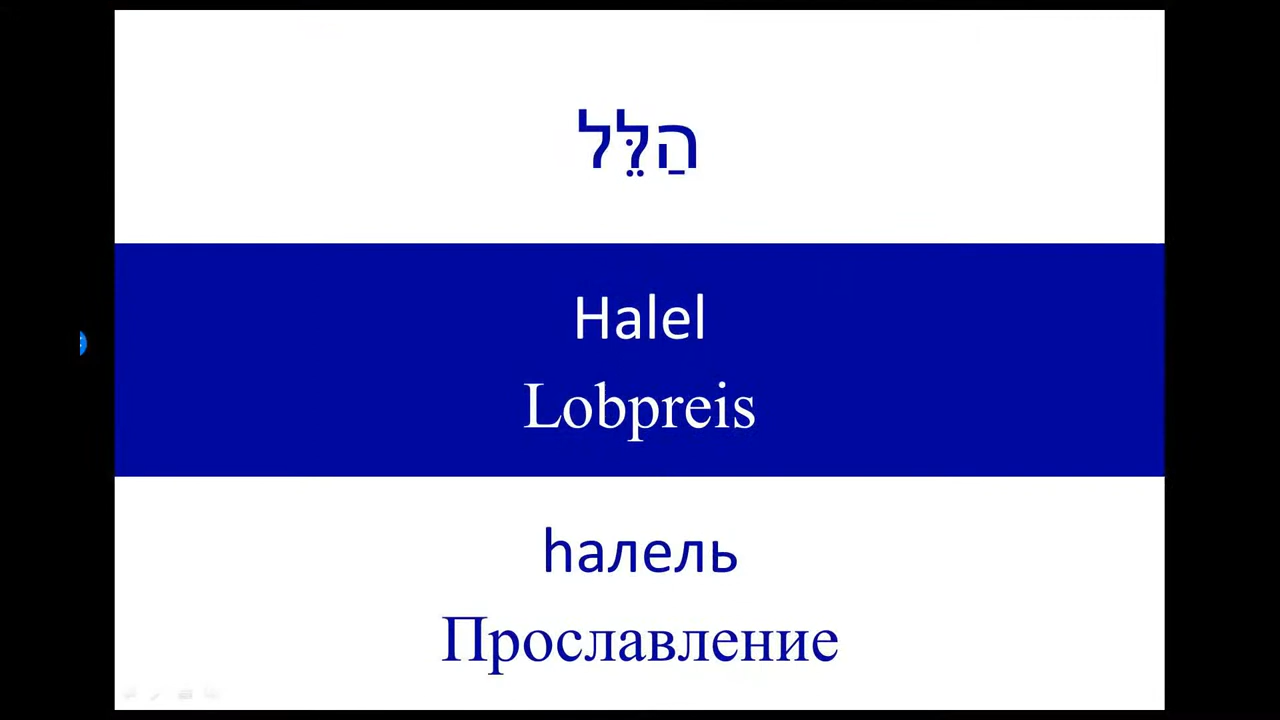 הַלֵּל
Halel
Lobpreis
hалель
Прославление